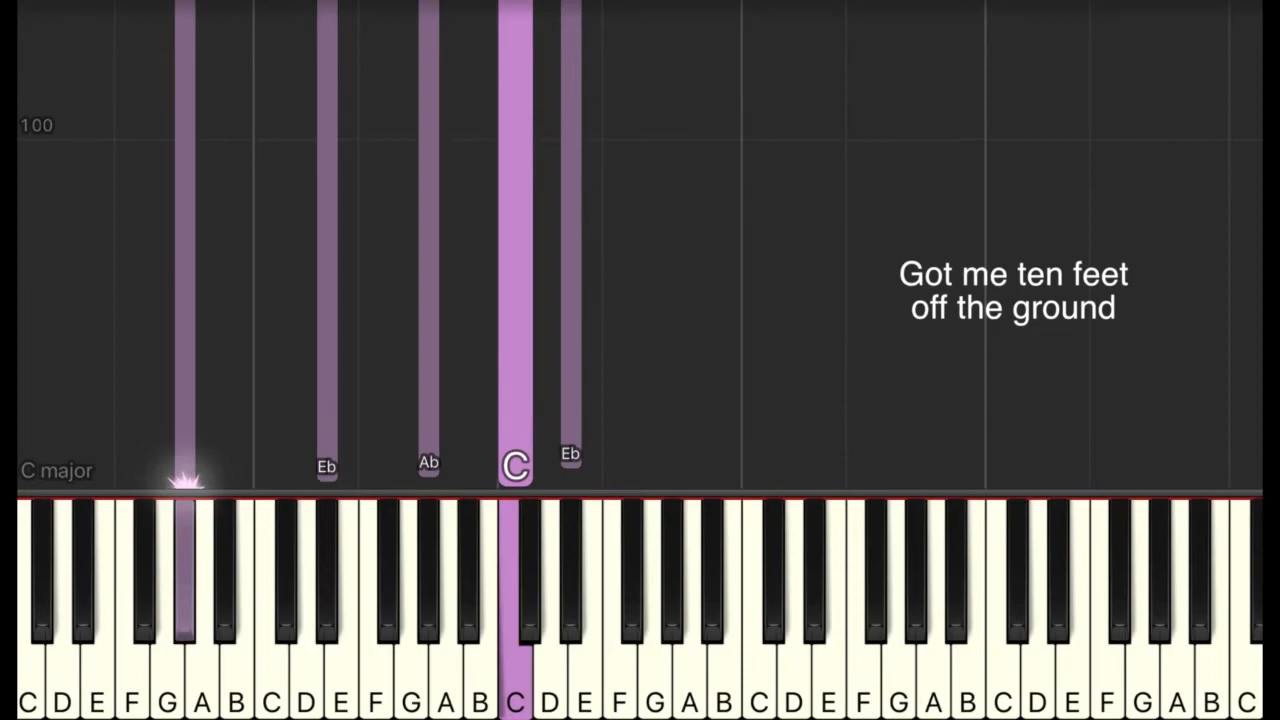 100
Got me ten feet
off the ground
C major
Eb
Ab
C
Eb
C D E F G A B C D E F G A B C D E F G A B C D E F G A B C D E F G A B C